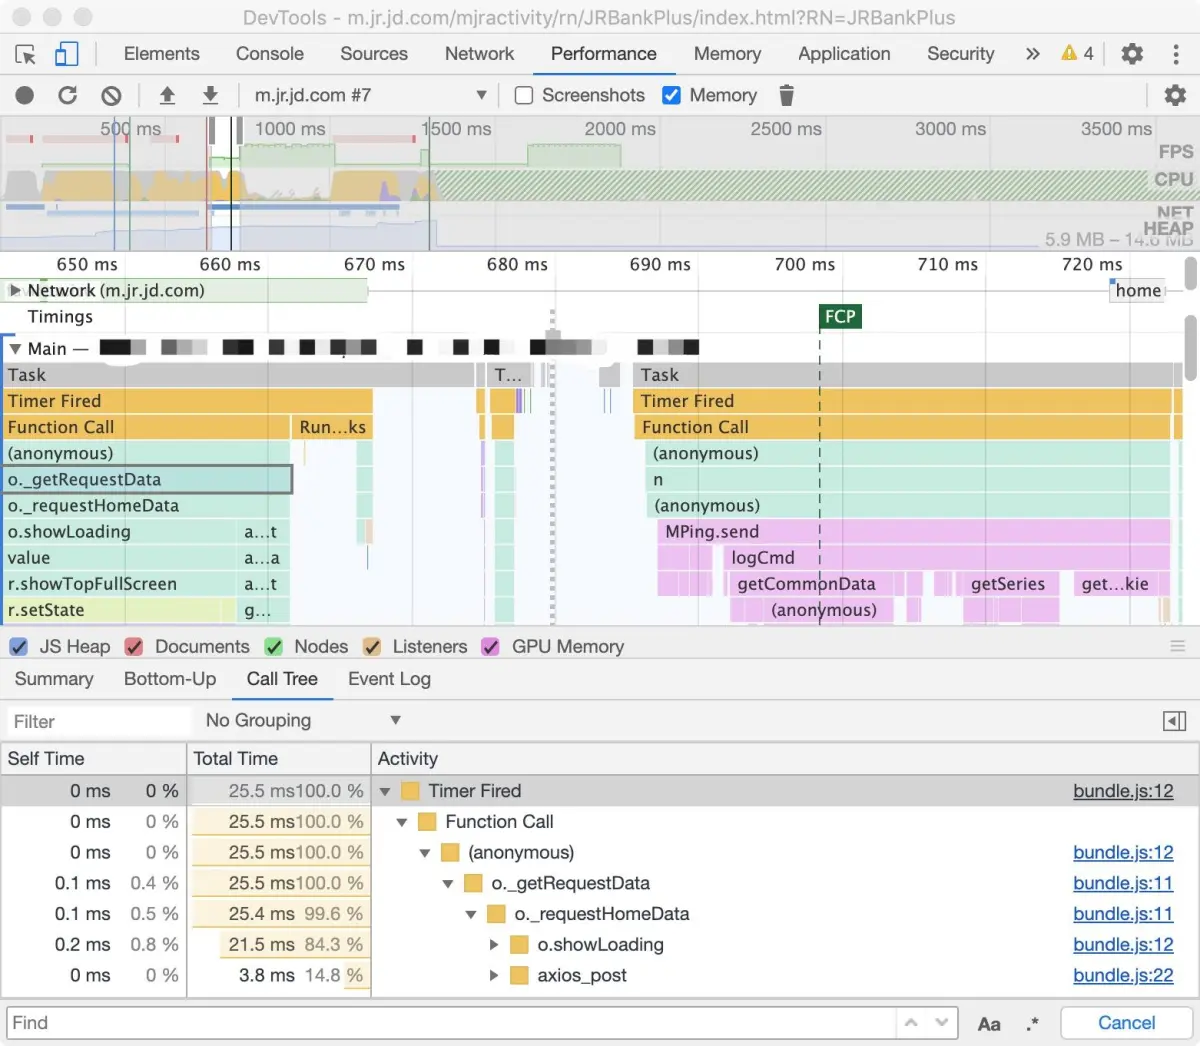 DevTools - m.jr.jd.com/mjractivity/rn/JRBankPlus/index.html?RN=JRBankPlus
Elements Console Sources Network Performance Memory Application Security » 4
m.jr.jd.com #7 Screenshots Memory
500 ms 1000 ms 1500 ms 2000 ms 2500 ms 3000 ms 3500 ms
FPS
CPU
NET
HEAP
5.9 MB – 14.6 MB
650 ms 660 ms 670 ms 680 ms 690 ms 700 ms 710 ms 720 ms
Network (m.jr.jd.com) home
Timings FCP
Main —
Task T... Task
Timer Fired Timer Fired
Function Call Run...ks Function Call
(anonymous) (anonymous)
o._getRequestData n
o._requestHomeData (anonymous)
o.showLoading a...t MPing.send
value a...a logCmd
r.showTopFullScreen a...t getCommonData getSeries get...kie
r.setState g... (anonymous)
JS Heap Documents Nodes Listeners GPU Memory
Summary Bottom-Up Call Tree Event Log
Filter No Grouping
Self Time Total Time Activity
0 ms 0 % 25.5 ms 100.0 % Timer Fired bundle.js:12
0 ms 0 % 25.5 ms 100.0 % Function Call
0 ms 0 % 25.5 ms 100.0 % (anonymous) bundle.js:12
0.1 ms 0.4 % 25.5 ms 100.0 % o._getRequestData bundle.js:11
0.1 ms 0.5 % 25.4 ms 99.6 % o._requestHomeData bundle.js:11
0.2 ms 0.8 % 21.5 ms 84.3 % o.showLoading bundle.js:12
0 ms 0 % 3.8 ms 14.8 % axios_post bundle.js:22
Find Aa .* Cancel